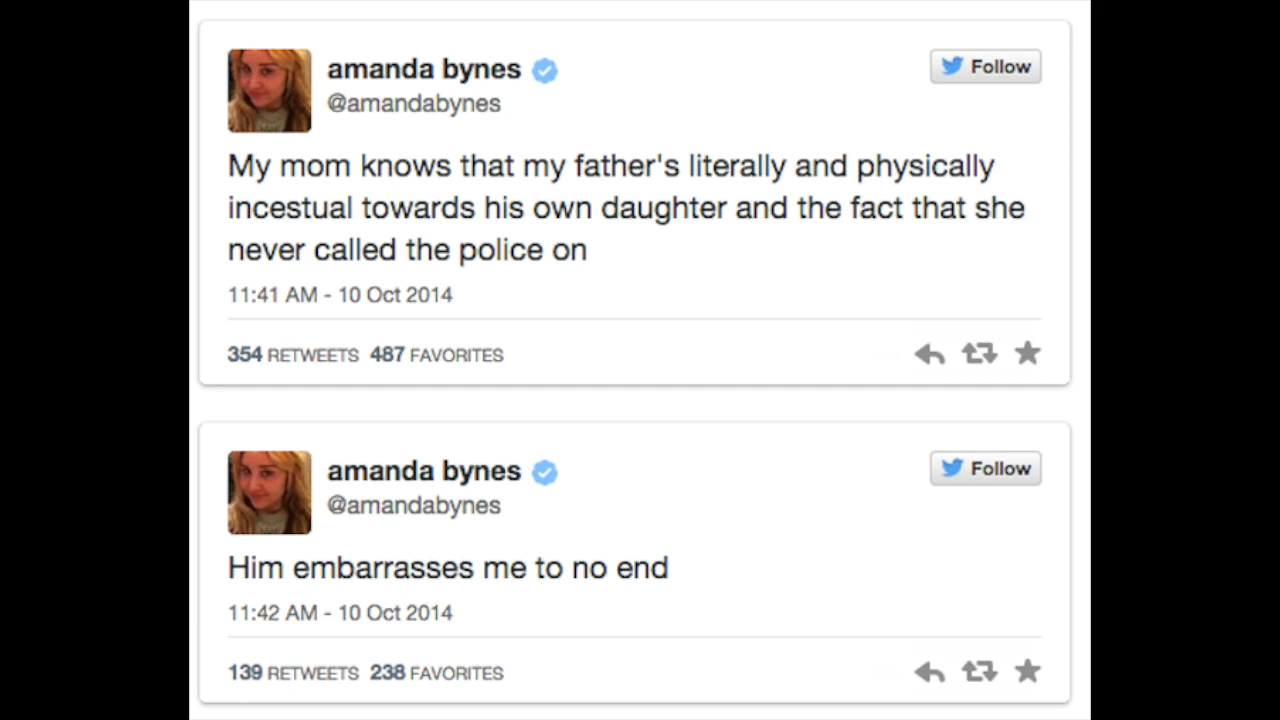 amanda bynes
Follow
@amandabynes
My mom knows that my father's literally and physically
incestual towards his own daughter and the fact that she
never called the police on
11:41 AM - 10 Oct 2014
354 RETWEETS 487 FAVORITES
amanda bynes
Follow
@amandabynes
Him embarrasses me to no end
11:42 AM - 10 Oct 2014
139 RETWEETS 238 FAVORITES